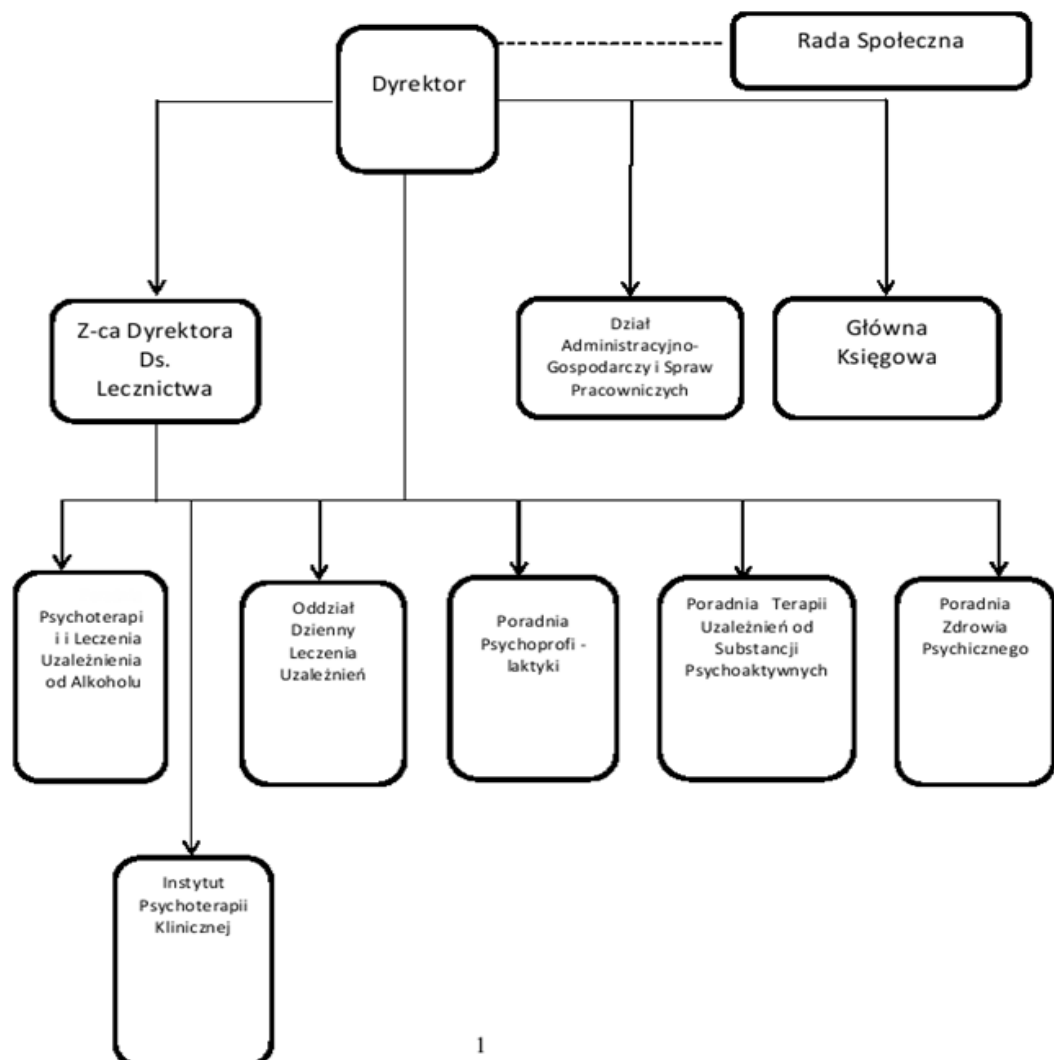 Rada Społeczna
Dyrektor
Z-ca Dyrektora
Ds.
Lecznictwa
Dział
Administracyjno-
Gospodarczy i Spraw
Pracowniczych
Główna
Księgowa
Psychoterapi
i i Leczenia
Uzależnienia
od Alkoholu
Oddział
Dzienny
Leczenia
Uzależnień
Poradnia
Psychoprofi -
laktyki
Poradnia Terapii
Uzależnień od
Substancji
Psychoaktywnych
Poradnia
Zdrowia
Psychicznego
Instytut
Psychoterapii
Klinicznej
1